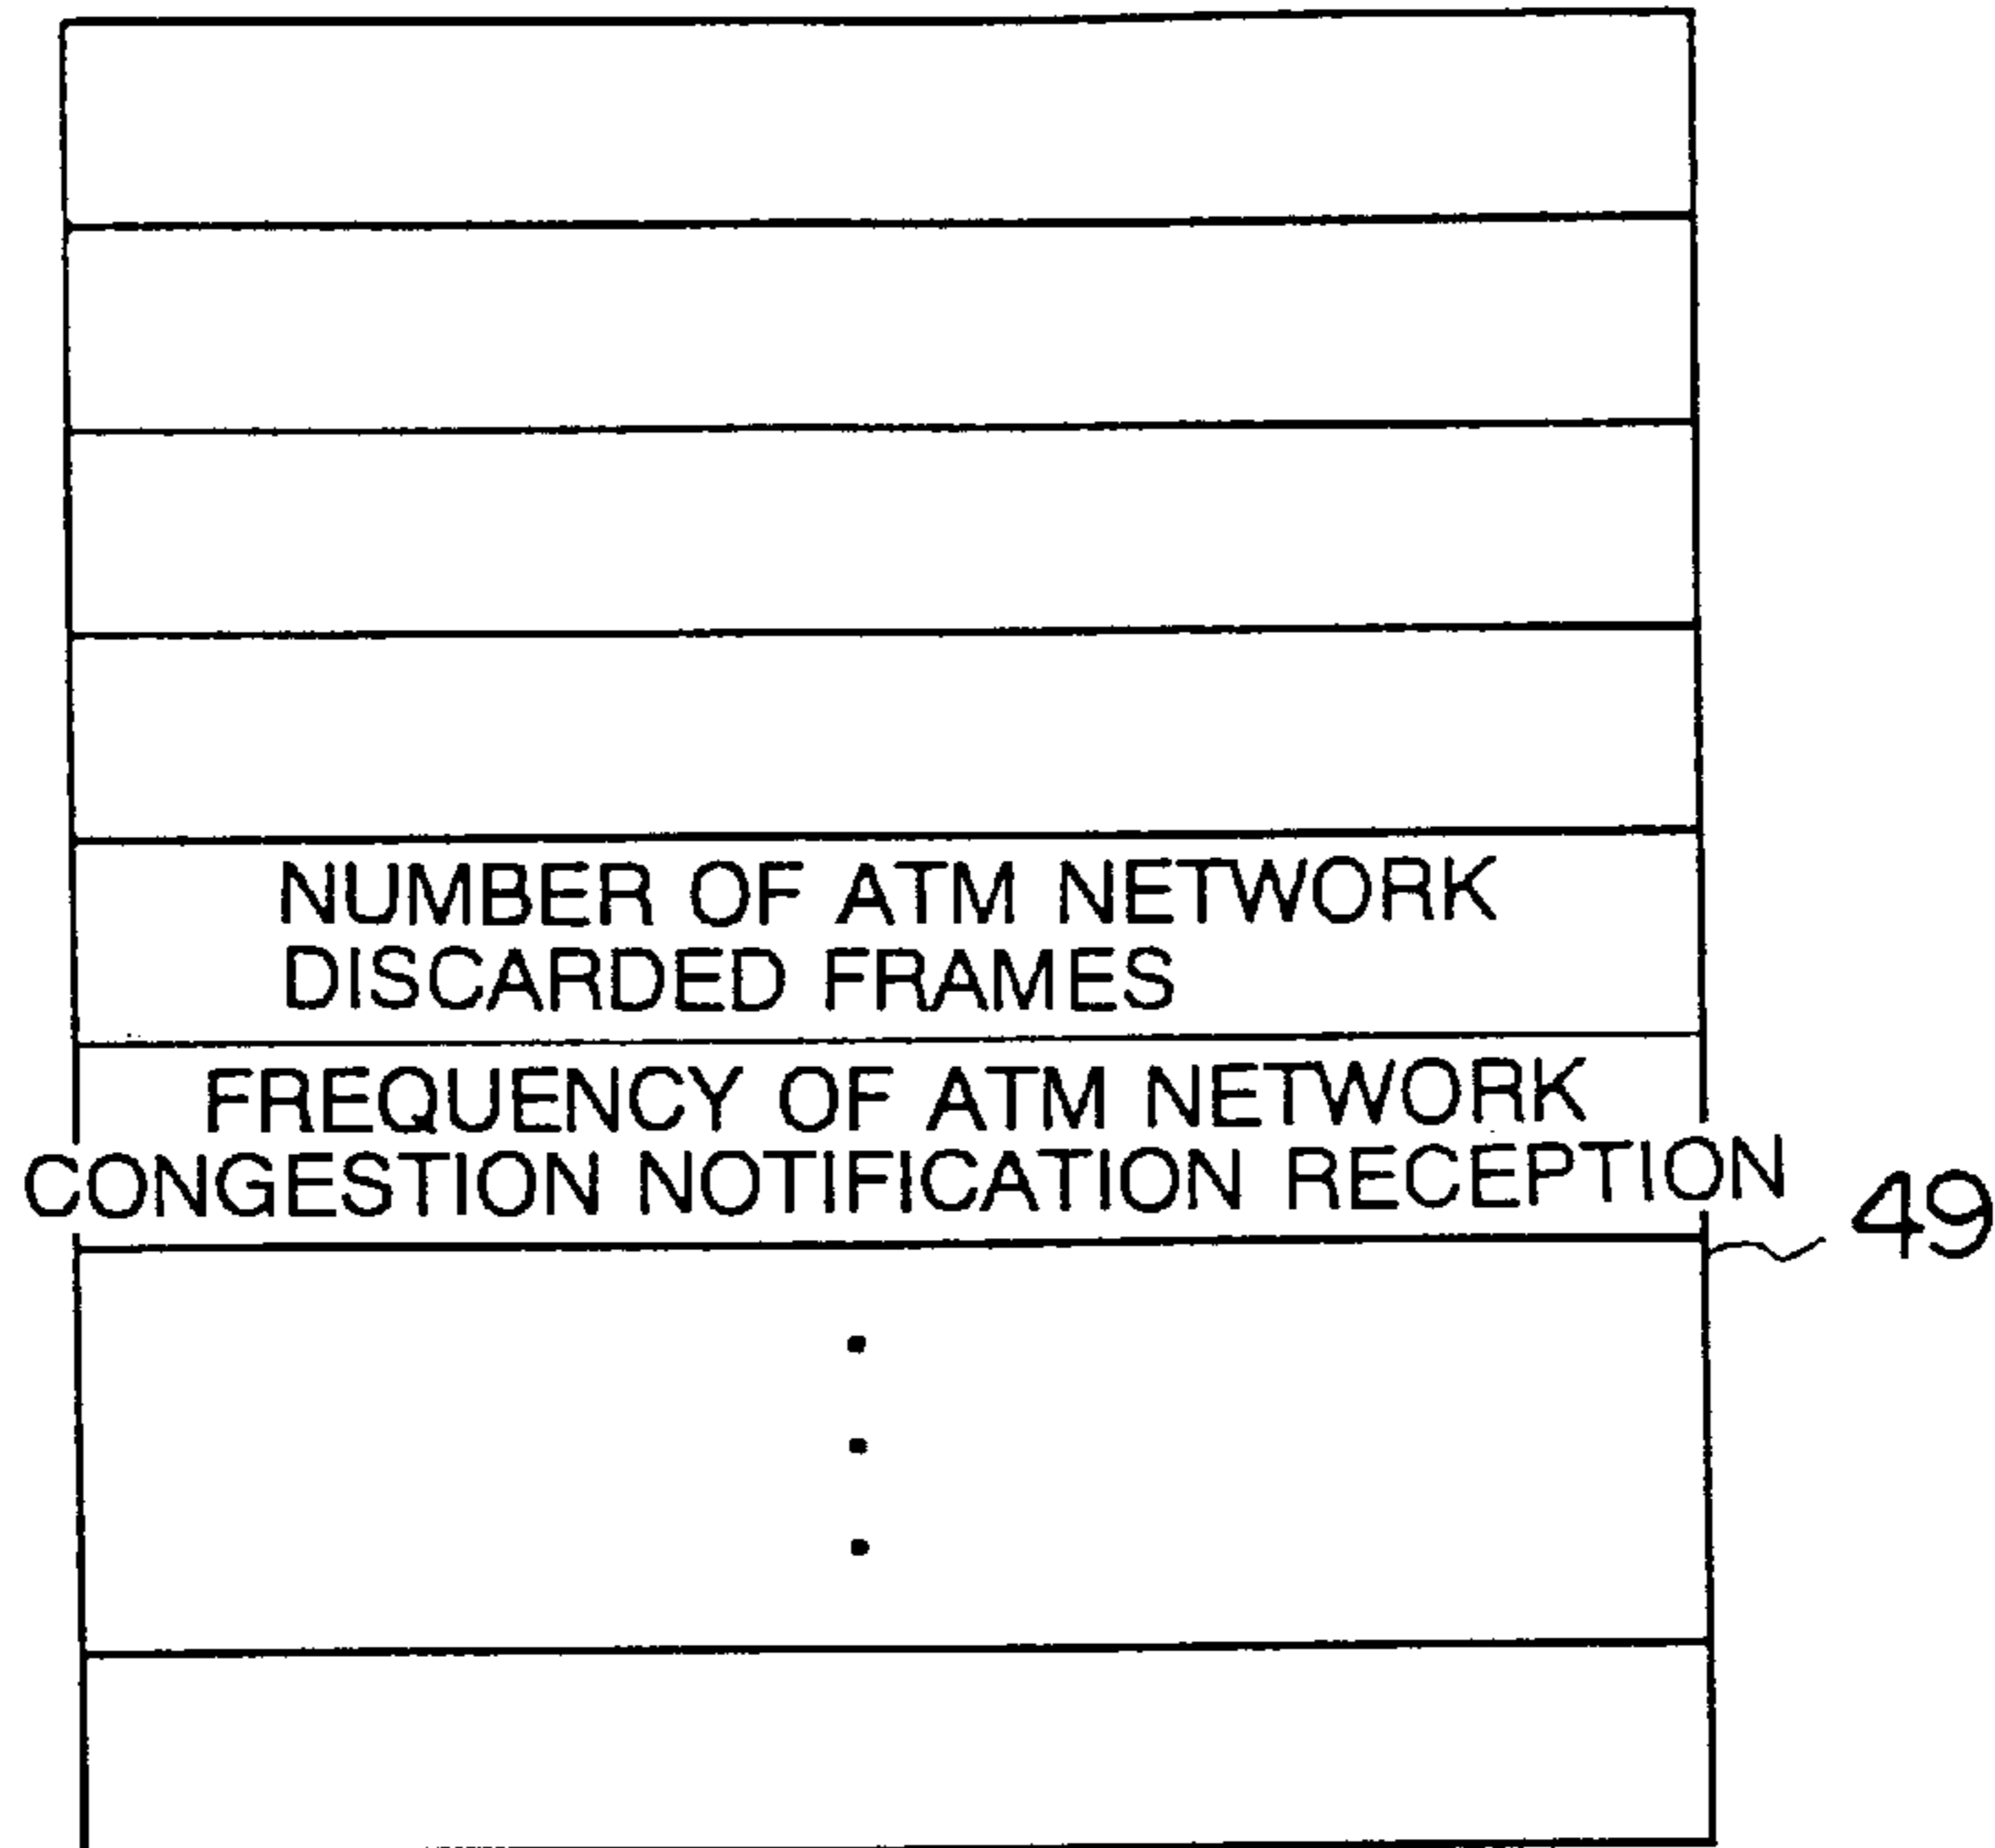 NUMBER OF ATM NETWORK
DISCARDED FRAMES
FREQUENCY OF ATM NETWORK
CONGESTION NOTIFICATION RECEPTION
49